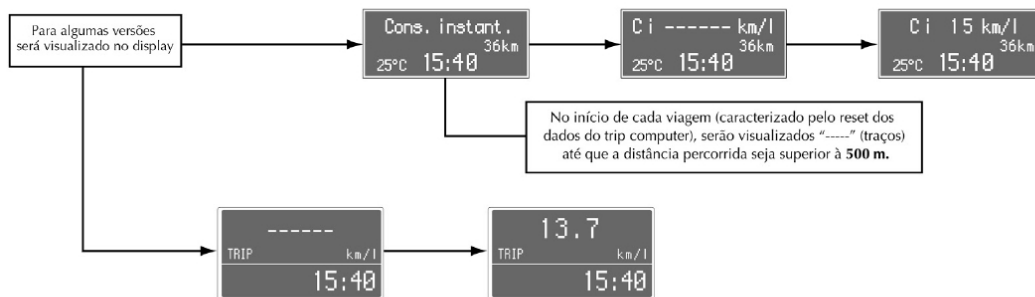 Para algumas versões
será visualizado no display
Cons. instant.
36km
25°C 15:40
Ci ------ km/l
36km
25°C 15:40
Ci 15 km/l
36km
25°C 15:40
No início de cada viagem (caracterizado pelo reset dos
dados do trip computer), serão visualizados “-----” (traços)
até que a distância percorrida seja superior à 500 m.
------
TRIP km/l
15:40
13.7
TRIP km/l
15:40